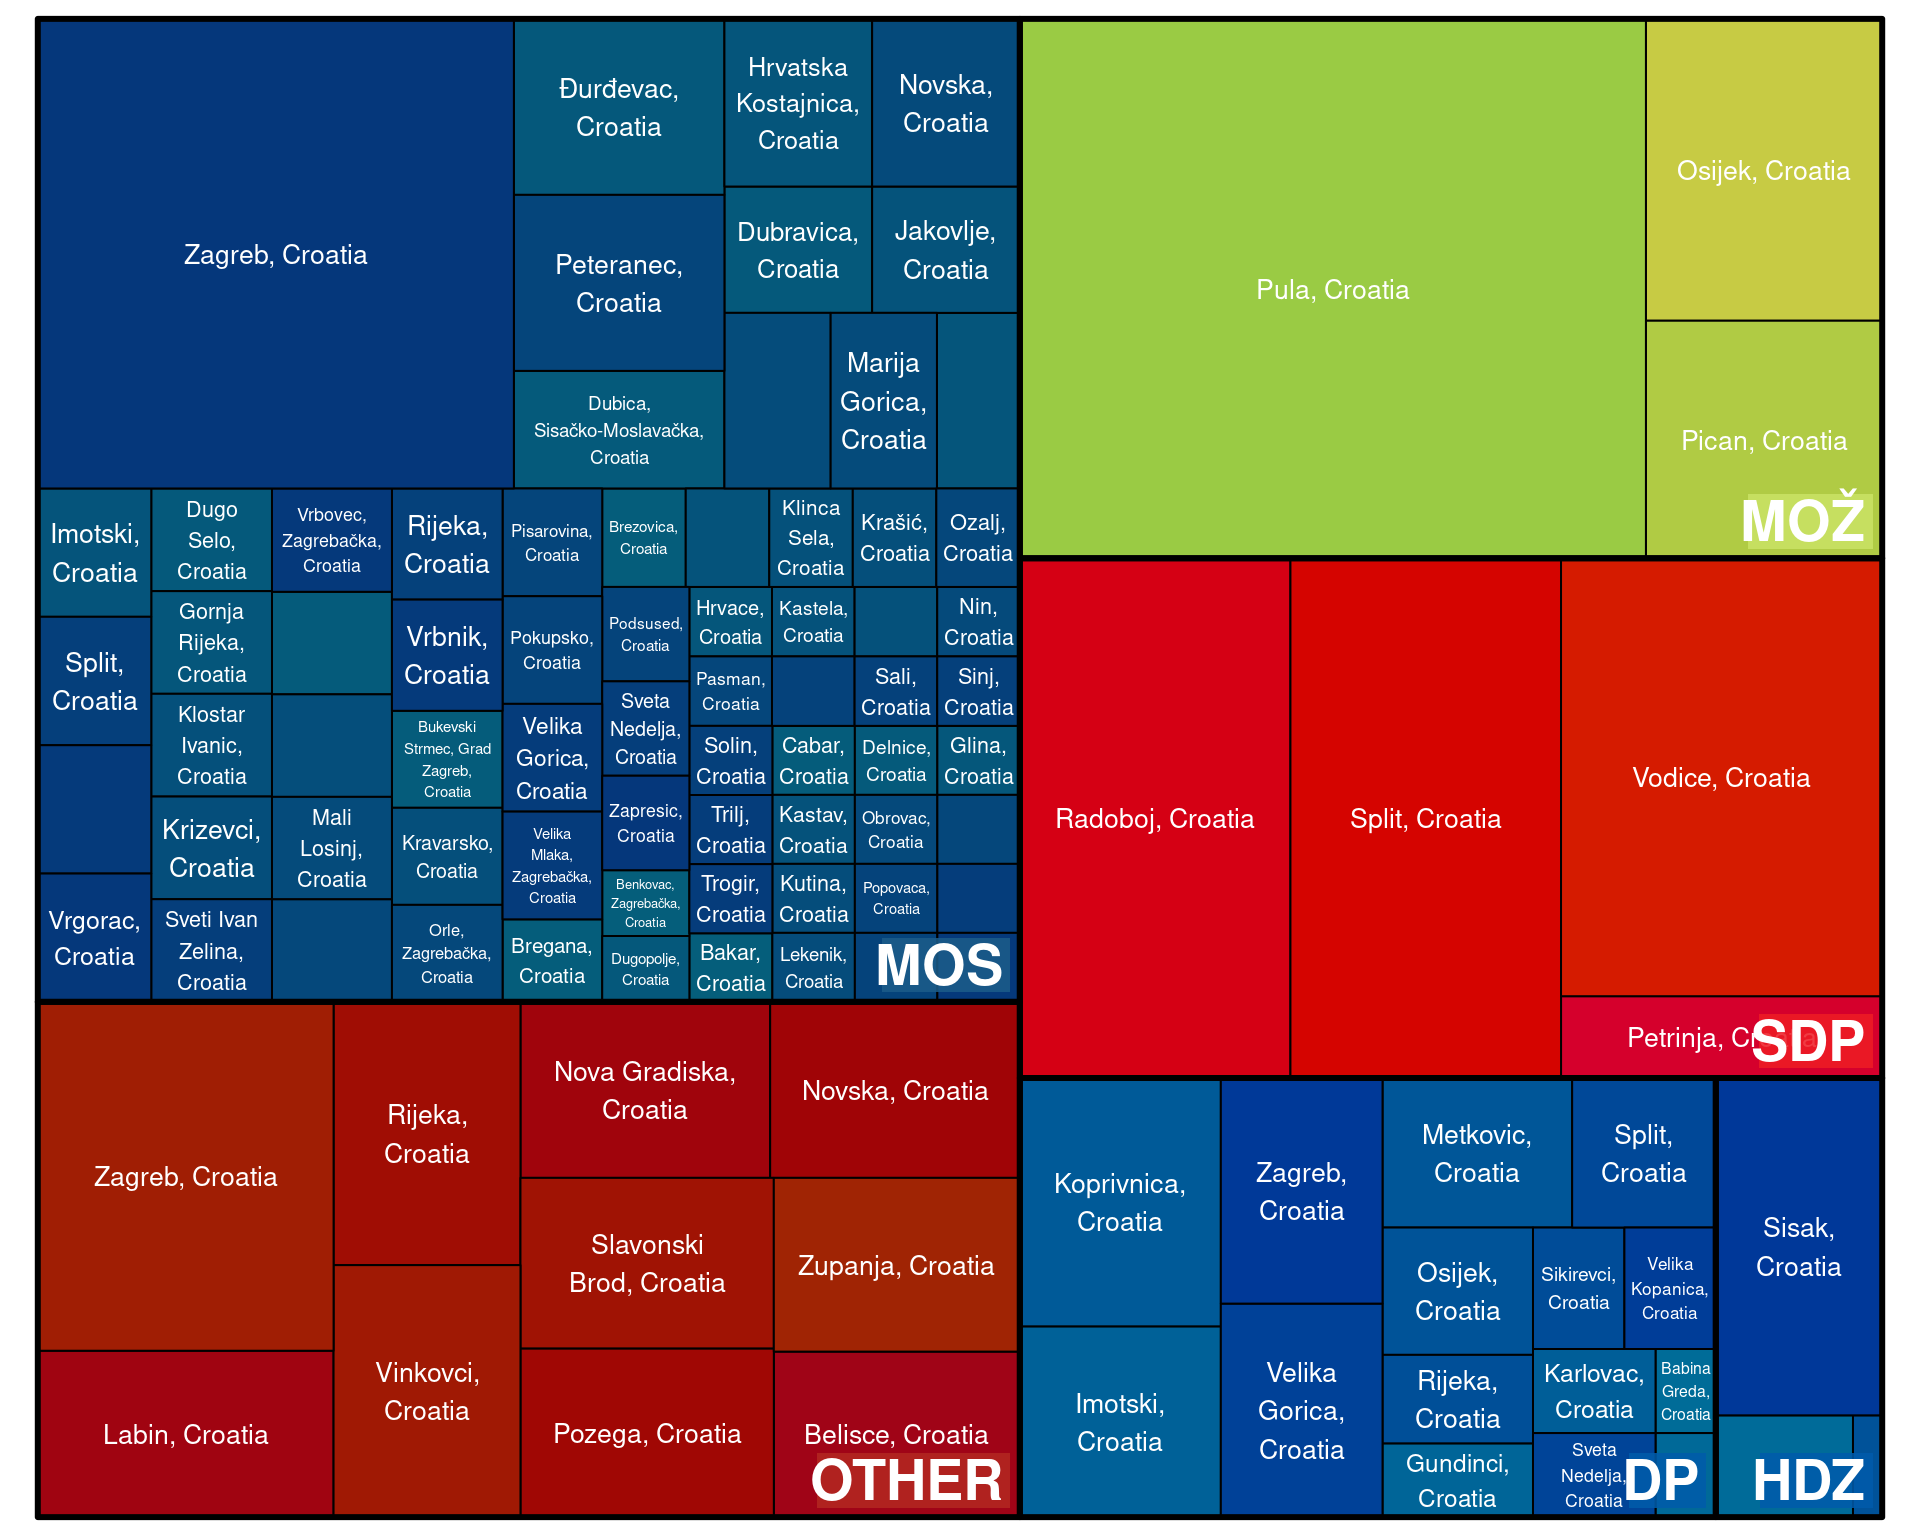 Zagreb, Croatia
Đurđevac,
Croatia
Peteranec,
Croatia
Dubica,
Sisačko-Moslavačka,
Croatia
Hrvatska
Kostajnica,
Croatia
Novska,
Croatia
Dubravica,
Croatia
Jakovlje,
Croatia
Marija
Gorica,
Croatia
Imotski,
Croatia
Split,
Croatia
Vrgorac,
Croatia
Dugo
Selo,
Croatia
Gornja
Rijeka,
Croatia
Klostar
Ivanic,
Croatia
Krizevci,
Croatia
Sveti Ivan
Zelina,
Croatia
Vrbovec,
Zagrebačka,
Croatia
Mali
Losinj,
Croatia
Rijeka,
Croatia
Vrbnik,
Croatia
Bukevski
Strmec, Grad
Zagreb,
Croatia
Kravarsko,
Croatia
Orle,
Zagrebačka,
Croatia
Pisarovina,
Croatia
Pokupsko,
Croatia
Velika
Gorica,
Croatia
Velika
Mlaka,
Zagrebačka,
Croatia
Bregana,
Croatia
Brezovica,
Croatia
Podsused,
Croatia
Sveta
Nedelja,
Croatia
Zapresic,
Croatia
Benkovac,
Zagrebačka,
Croatia
Dugopolje,
Croatia
Klinca
Sela,
Croatia
Krašić,
Croatia
Ozalj,
Croatia
Hrvace,
Croatia
Kastela,
Croatia
Nin,
Croatia
Pasman,
Croatia
Sali,
Croatia
Sinj,
Croatia
Solin,
Croatia
Cabar,
Croatia
Delnice,
Croatia
Glina,
Croatia
Trilj,
Croatia
Kastav,
Croatia
Obrovac,
Croatia
Trogir,
Croatia
Kutina,
Croatia
Popovaca,
Croatia
Bakar,
Croatia
Lekenik,
Croatia
MOS
Pula, Croatia
Osijek, Croatia
Pican, Croatia
MOŽ
Radoboj, Croatia
Split, Croatia
Vodice, Croatia
Petrinja, Croatia
SDP
Zagreb, Croatia
Labin, Croatia
Rijeka,
Croatia
Vinkovci,
Croatia
Nova Gradiska,
Croatia
Novska, Croatia
Slavonski
Brod, Croatia
Zupanja, Croatia
Pozega, Croatia
Belisce, Croatia
OTHER
Koprivnica,
Croatia
Imotski,
Croatia
Zagreb,
Croatia
Velika
Gorica,
Croatia
Metkovic,
Croatia
Split,
Croatia
Osijek,
Croatia
Sikirevci,
Croatia
Velika
Kopanica,
Croatia
Rijeka,
Croatia
Karlovac,
Croatia
Babina
Greda,
Croatia
Gundinci,
Croatia
Sveta
Nedelja,
Croatia
DP
Sisak,
Croatia
HDZ